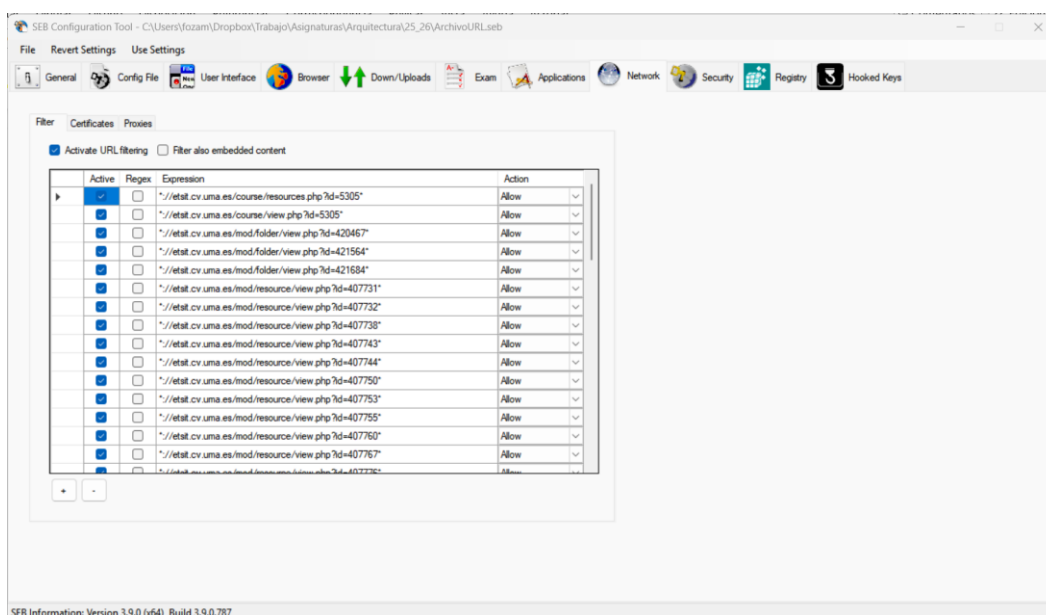 SEB Configuration Tool - C:\Users\fozam\Dropbox\Trabajo\Asignaturas\Arquitectura\25_26\ArchivoURL.seb
File Revert Settings Use Settings
General Config File User Interface Browser Down/Uploads Exam Applications Network Security Registry Hooked Keys
Filter Certificates Proxies
Activate URL filtering Filter also embedded content
Active Regex Expression Action
*://etsit.cv.uma.es/course/resources.php?id=5305* Allow
*://etsit.cv.uma.es/course/view.php?id=5305* Allow
*://etsit.cv.uma.es/mod/folder/view.php?id=420467* Allow
*://etsit.cv.uma.es/mod/folder/view.php?id=421564* Allow
*://etsit.cv.uma.es/mod/folder/view.php?id=421684* Allow
*://etsit.cv.uma.es/mod/resource/view.php?id=407731* Allow
*://etsit.cv.uma.es/mod/resource/view.php?id=407732* Allow
*://etsit.cv.uma.es/mod/resource/view.php?id=407738* Allow
*://etsit.cv.uma.es/mod/resource/view.php?id=407743* Allow
*://etsit.cv.uma.es/mod/resource/view.php?id=407744* Allow
*://etsit.cv.uma.es/mod/resource/view.php?id=407750* Allow
*://etsit.cv.uma.es/mod/resource/view.php?id=407753* Allow
*://etsit.cv.uma.es/mod/resource/view.php?id=407755* Allow
*://etsit.cv.uma.es/mod/resource/view.php?id=407760* Allow
*://etsit.cv.uma.es/mod/resource/view.php?id=407767* Allow
+ -
SEB Information: Version 3.9.0 (x64), Build 3.9.0.787